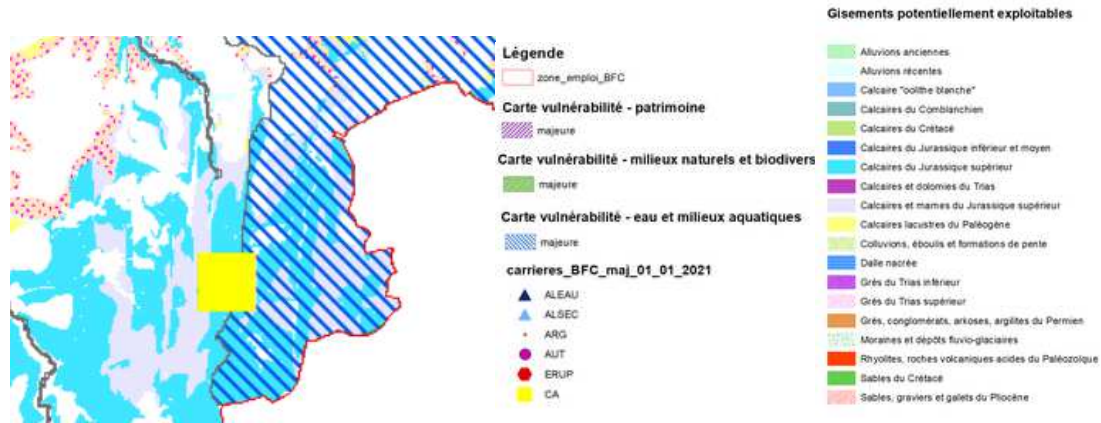 Légende
zone_emploi_BFC
Carte vulnérabilité - patrimoine
majeure
Carte vulnérabilité - milieux naturels et biodivers
majeure
Carte vulnérabilité - eau et milieux aquatiques
majeure
carrieres_BFC_maj_01_01_2021
ALEAU
ALSEC
ARG
AUT
ERUP
CA
Gisements potentiellement exploitables
Alluvions anciennes
Alluvions récentes
Calcaire "oolithe blanche"
Calcaires du Comblanchien
Calcaires du Crétacé
Calcaires du Jurassique inférieur et moyen
Calcaires du Jurassique supérieur
Calcaires et dolomies du Trias
Calcaires et marnes du Jurassique supérieur
Calcaires lacustres du Paléogène
Colluvions, éboulis et formations de pente
Dalle nacrée
Grès du Trias inférieur
Grès du Trias supérieur
Grès, conglomérats, arkoses, argilites du Permien
Moraines et dépôts fluvio-glaciaires
Rhyolites, roches volcaniques acides du Paléozoïque
Sables du Crétacé
Sables, graviers et galets du Pliocène